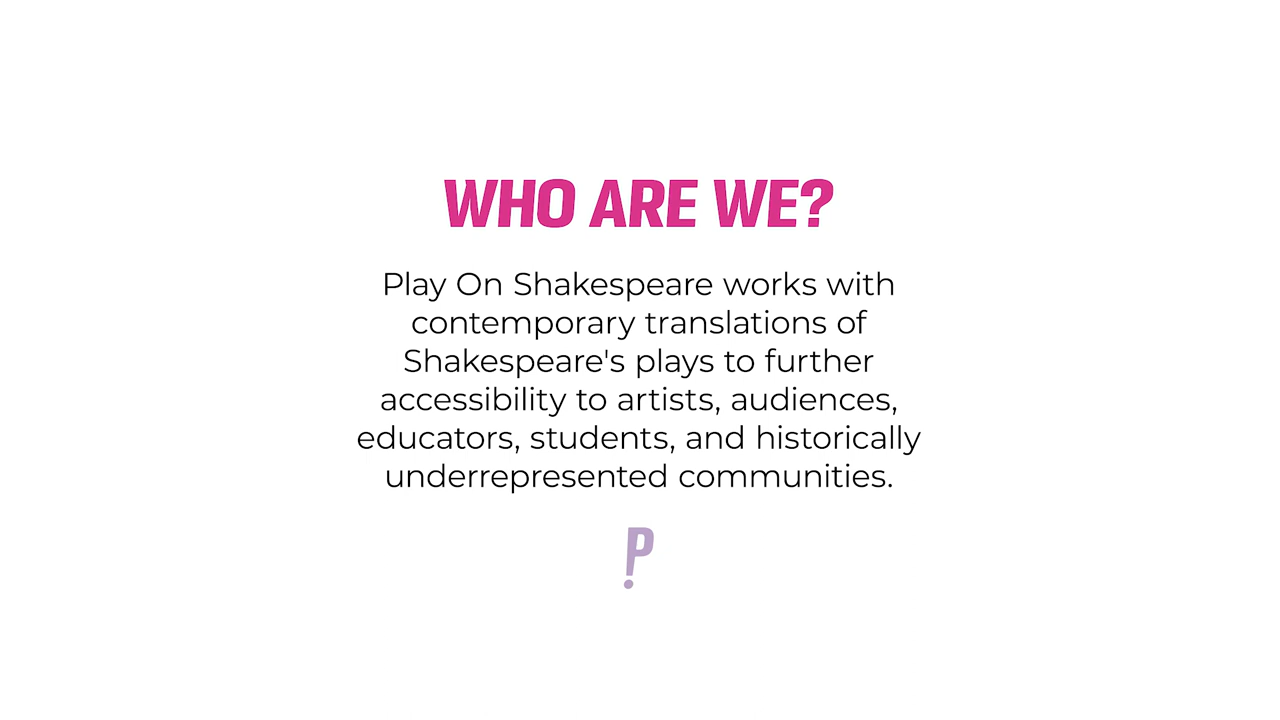 WHO ARE WE?
Play On Shakespeare works with
contemporary translations of
Shakespeare's plays to further
accessibility to artists, audiences,
educators, students, and historically
underrepresented communities.
P